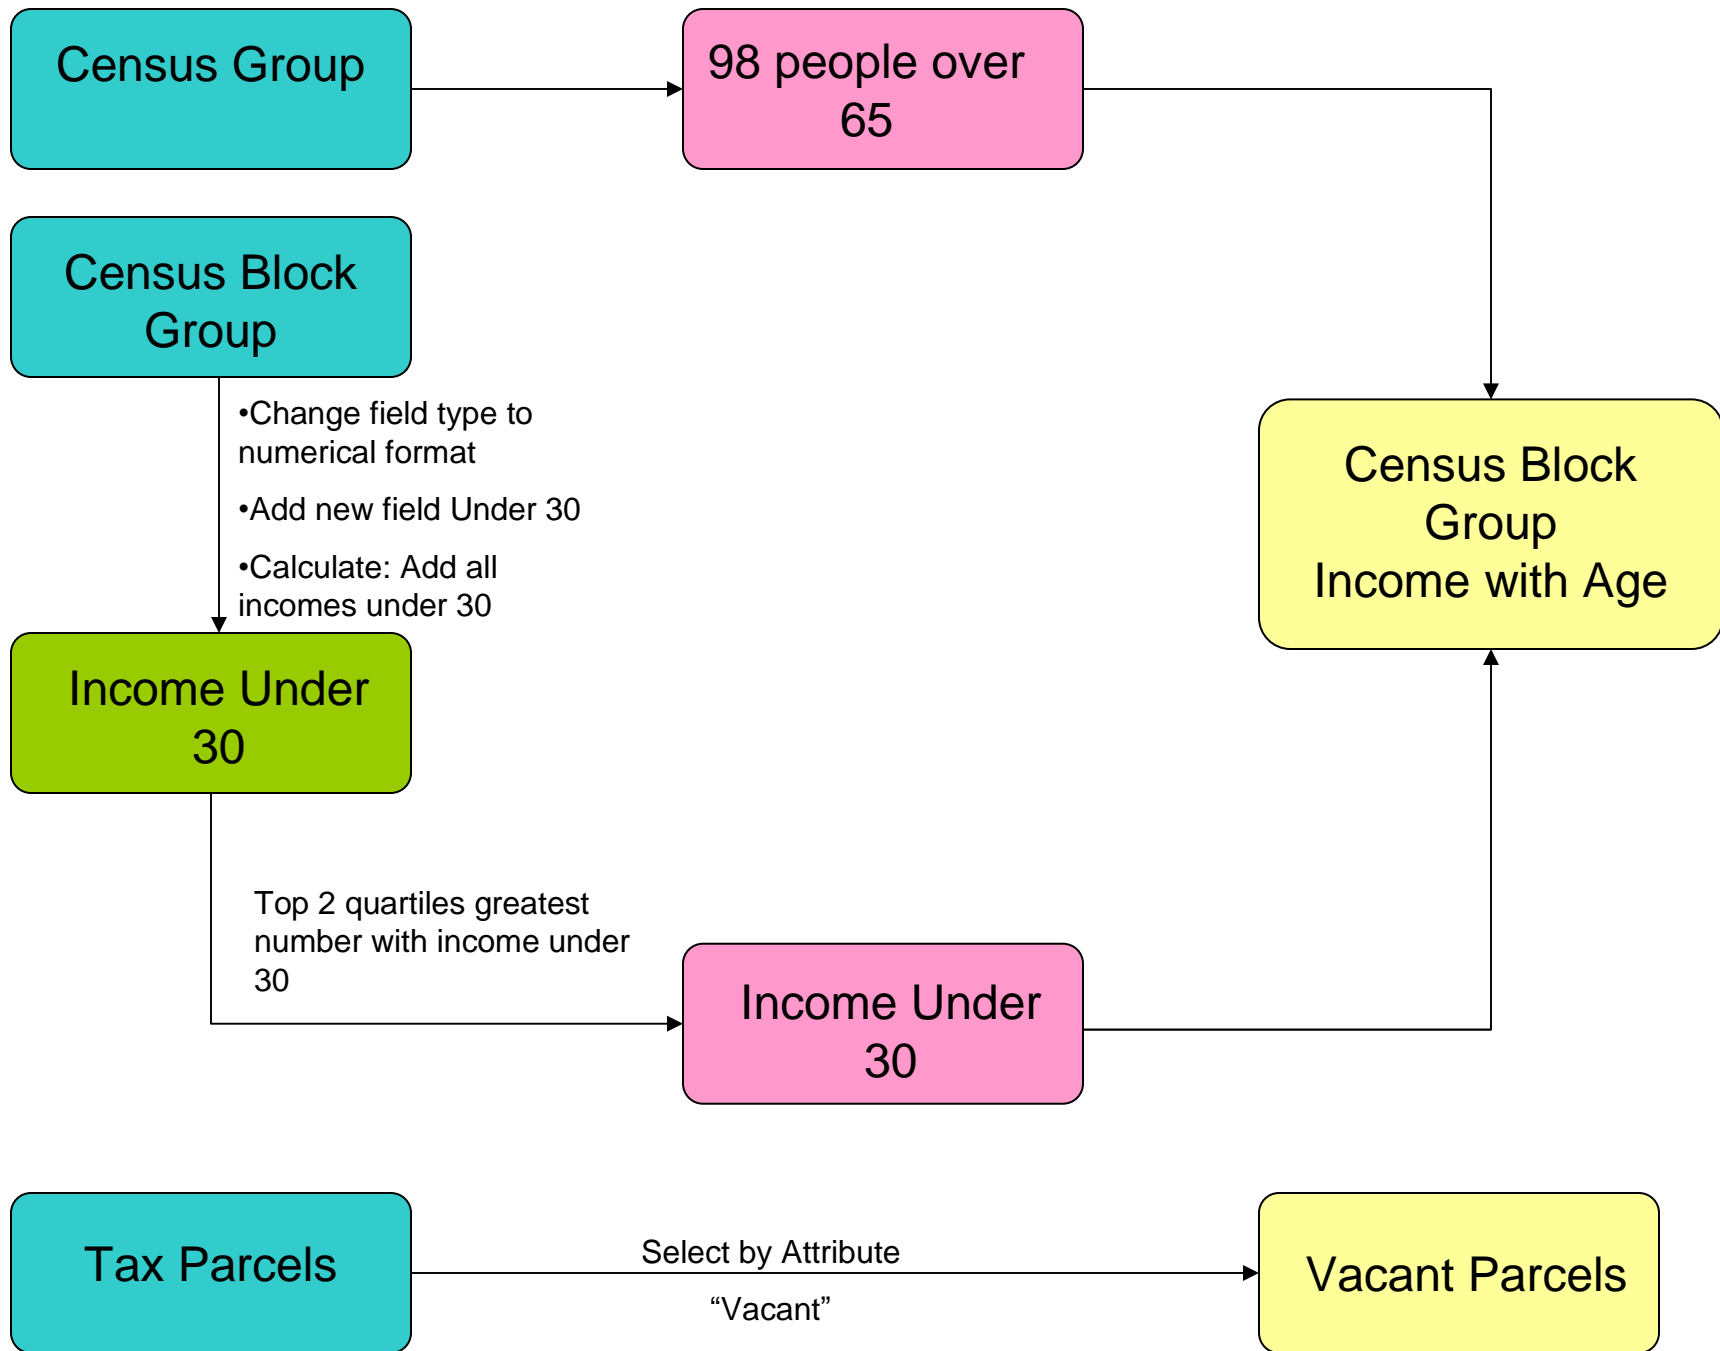 Census Group
98 people over
65
Census Block
Group
•Change field type to
numerical format
•Add new field Under 30
•Calculate: Add all
incomes under 30
Census Block
Group
Income with Age
Income Under
30
Top 2 quartiles greatest
number with income under
30
Income Under
30
Tax Parcels
Select by Attribute
“Vacant”
Vacant Parcels